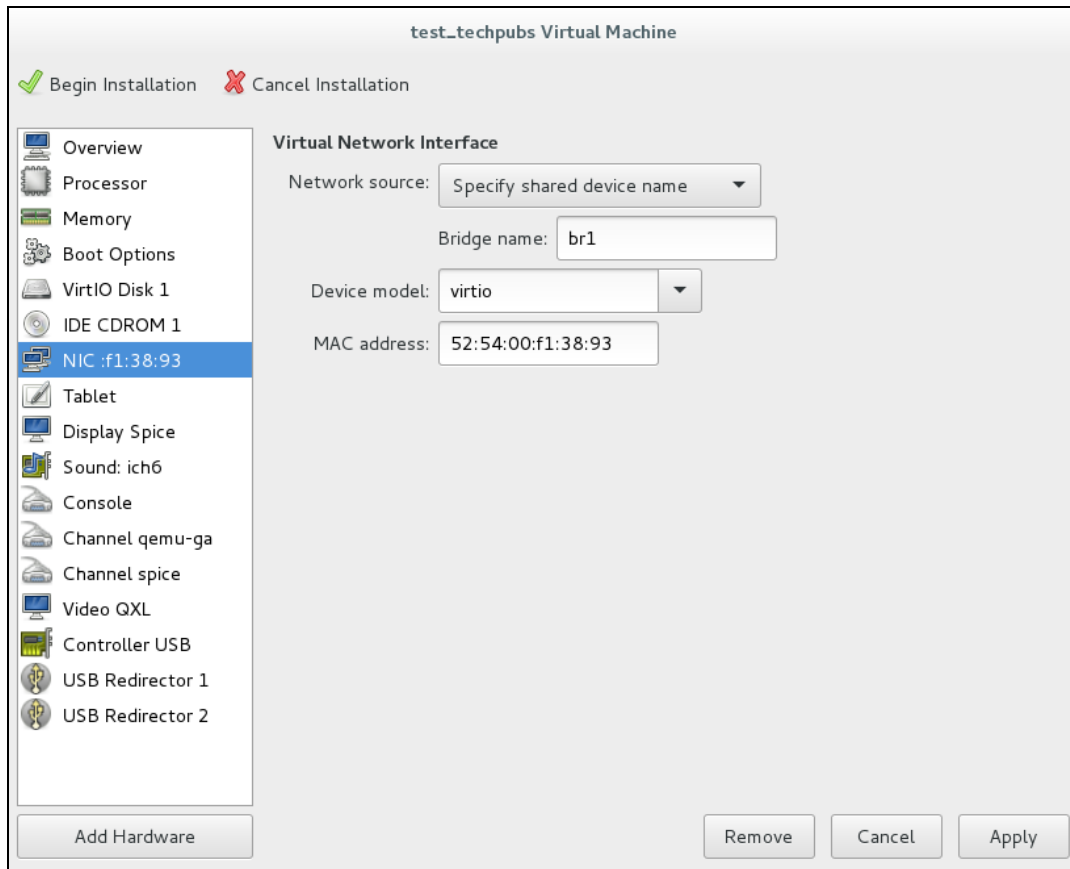 test_techpubs Virtual Machine
Begin Installation Cancel Installation
Overview
Processor
Memory
Boot Options
VirtIO Disk 1
IDE CDROM 1
NIC :f1:38:93
Tablet
Display Spice
Sound: ich6
Console
Channel qemu-ga
Channel spice
Video QXL
Controller USB
USB Redirector 1
USB Redirector 2
Add Hardware
Virtual Network Interface
Network source: Specify shared device name
Bridge name: br1
Device model: virtio
MAC address: 52:54:00:f1:38:93
Remove Cancel Apply